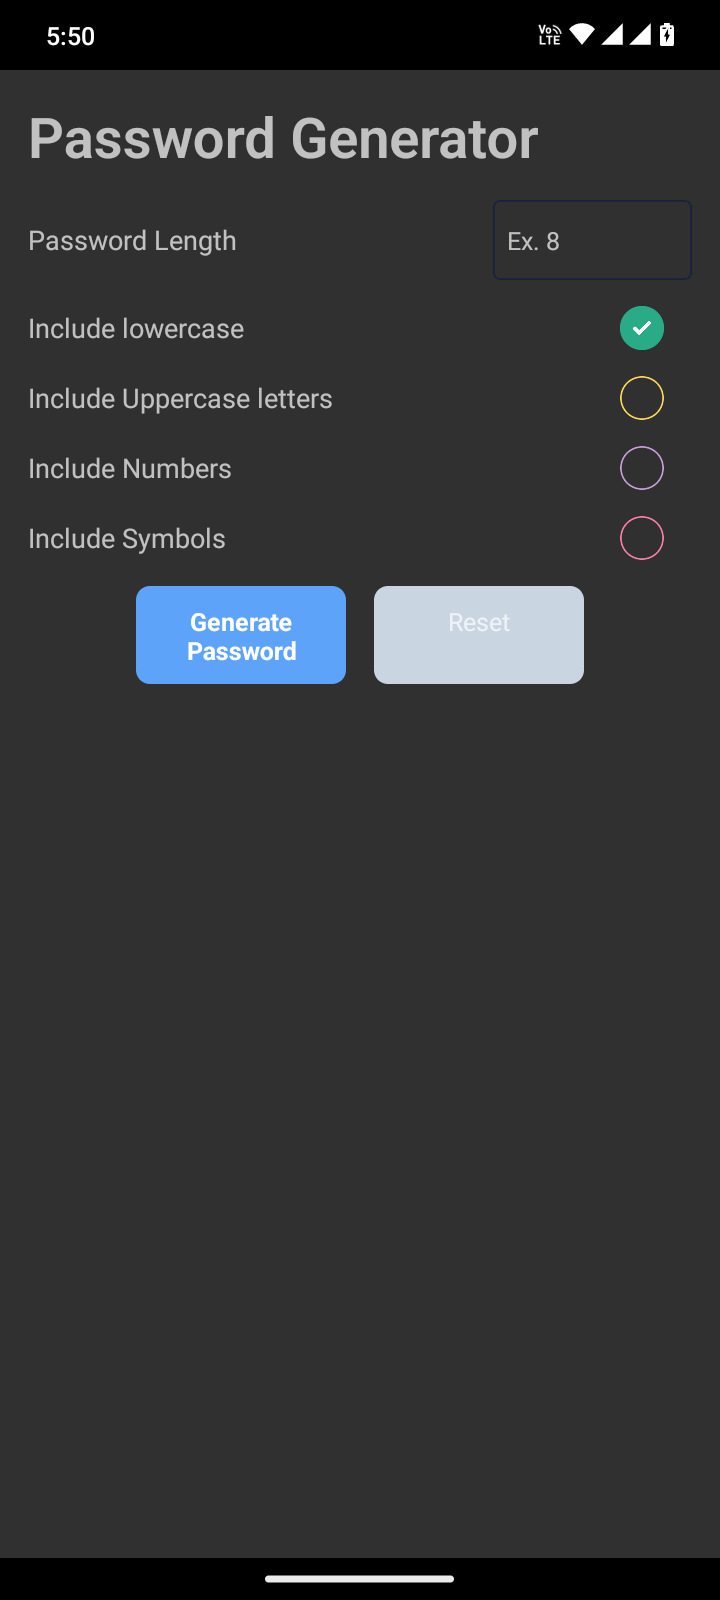 5:50
Vo LTE
Password Generator
Password Length
Ex. 8
Include lowercase
Include Uppercase letters
Include Numbers
Include Symbols
Generate
Password
Reset